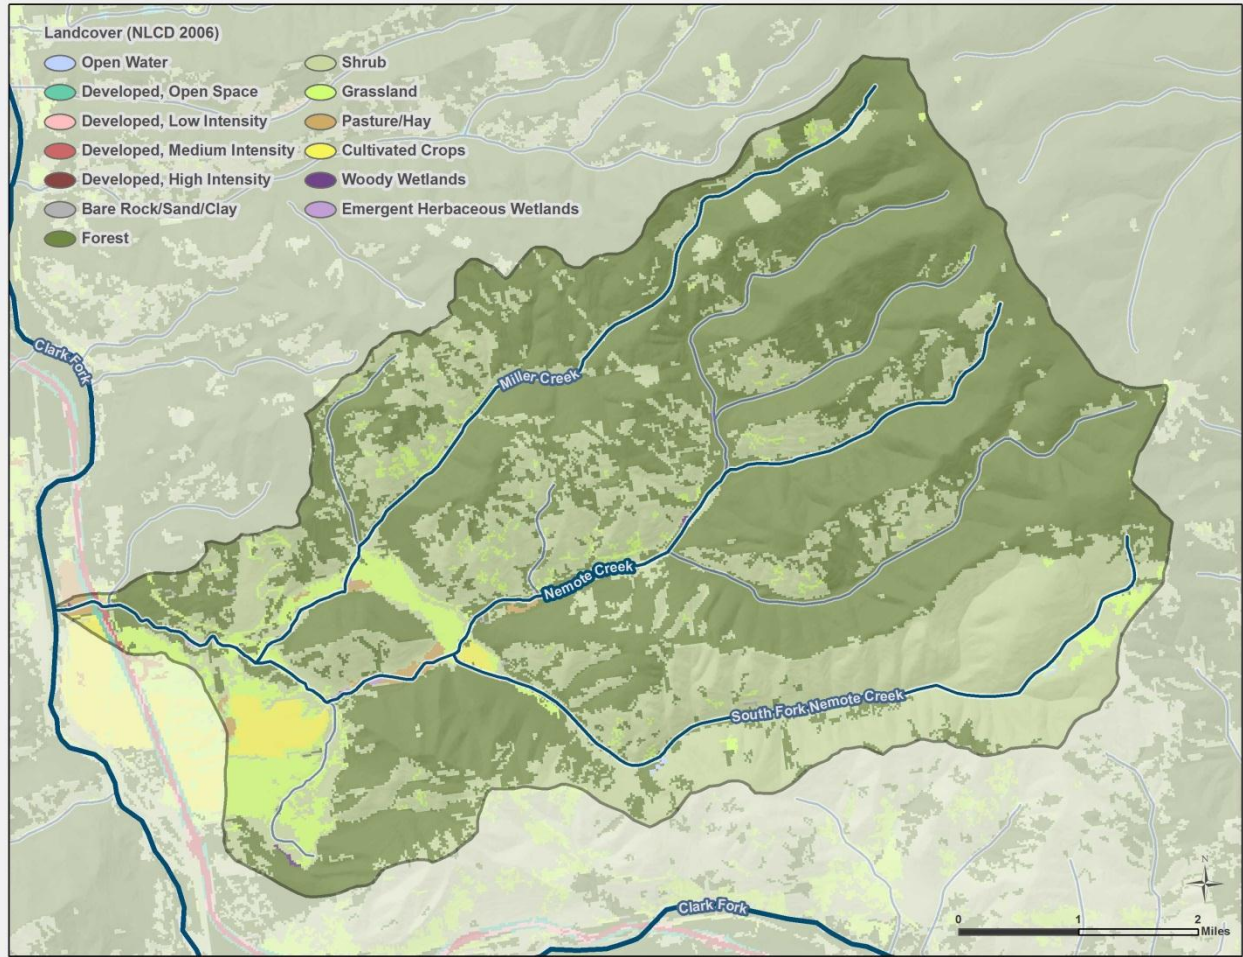 Landcover (NLCD 2006)
Open Water
Developed, Open Space
Developed, Low Intensity
Developed, Medium Intensity
Developed, High Intensity
Bare Rock/Sand/Clay
Forest
Shrub
Grassland
Pasture/Hay
Cultivated Crops
Woody Wetlands
Emergent Herbaceous Wetlands
Clark Fork
Miller Creek
Nemote Creek
South Fork Nemote Creek
Clark Fork
N
0 1 2
Miles